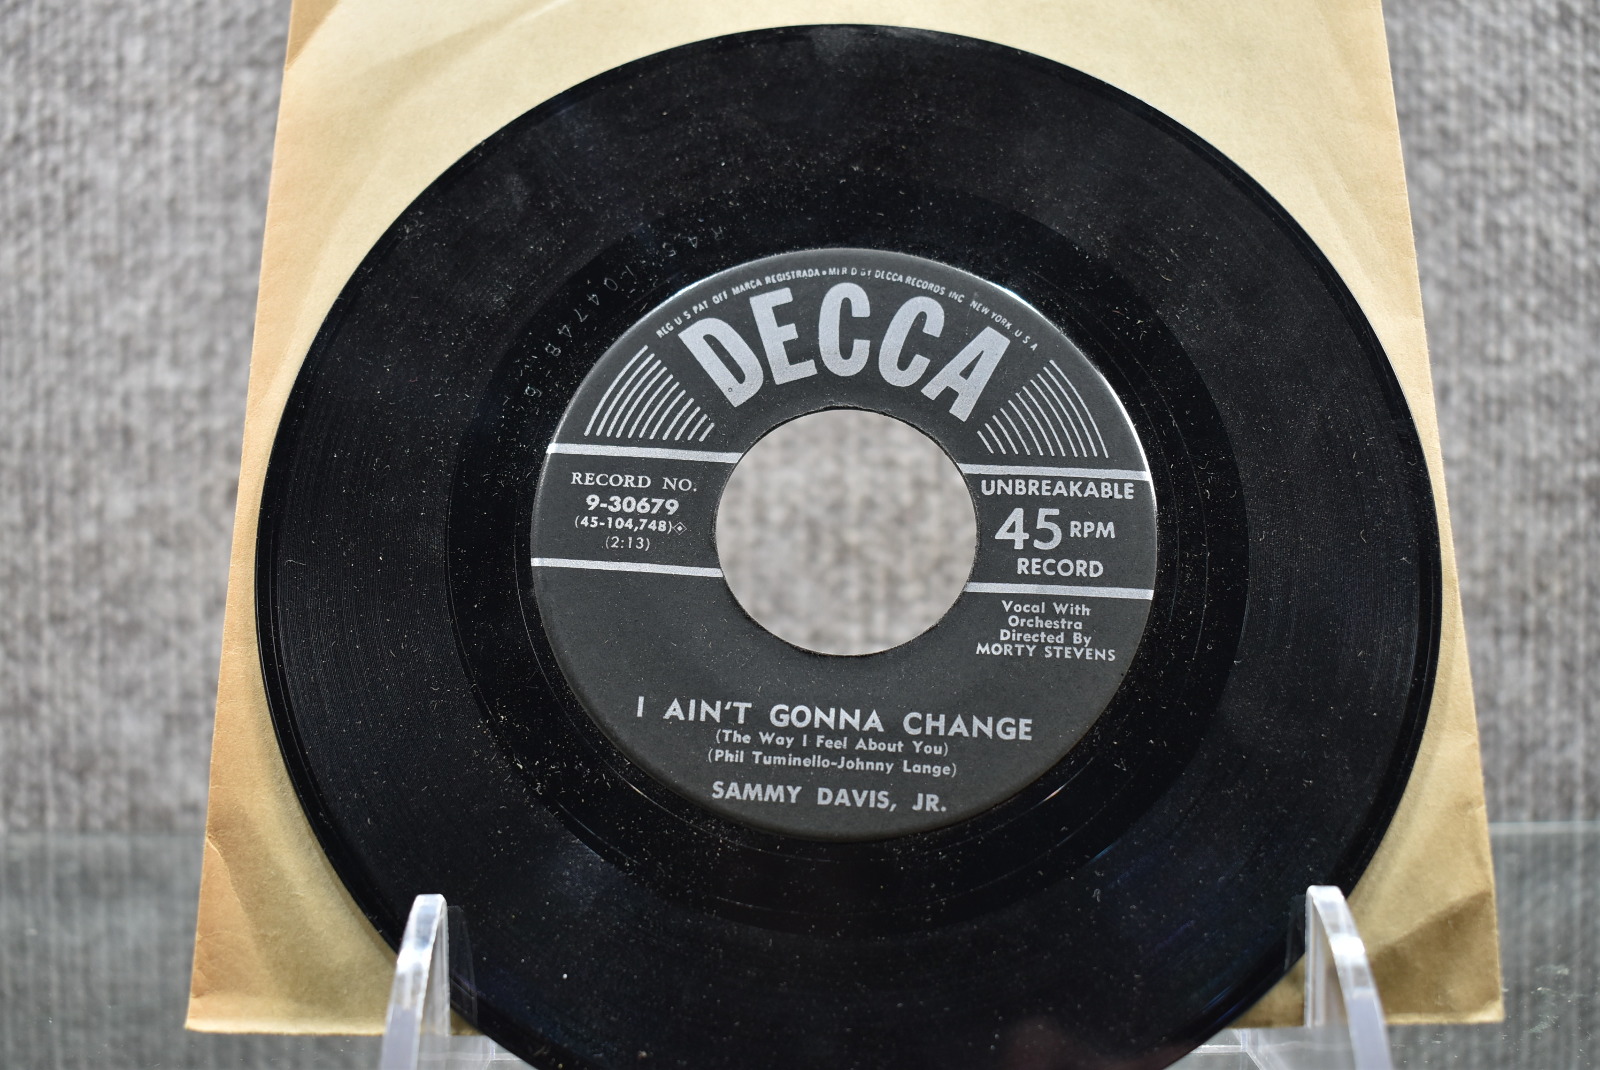 REG U S PAT OFF MARCA REGISTRADA • MF'R'D BY DECCA RECORDS INC NEW YORK U S A
DECCA
RECORD NO.
9-30679
(45-104,748)
(2:13)
UNBREAKABLE
45 RPM
RECORD
Vocal With
Orchestra
Directed By
MORTY STEVENS
I AIN'T GONNA CHANGE
(The Way I Feel About You)
(Phil Tuminello-Johnny Lange)
SAMMY DAVIS, JR.